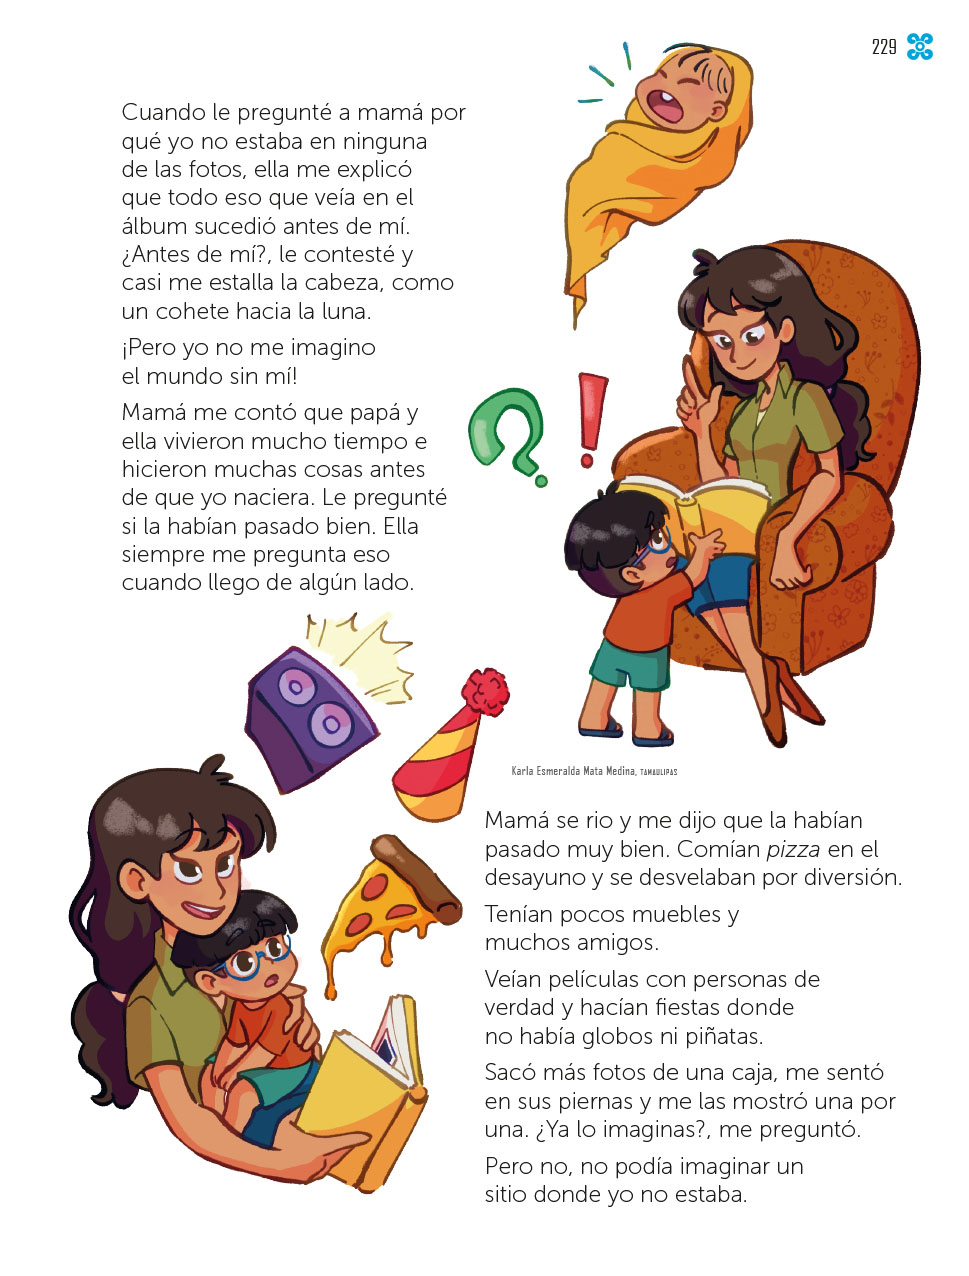 229
Cuando le pregunté a mamá por
qué yo no estaba en ninguna
de las fotos, ella me explicó
que todo eso que veía en el
álbum sucedió antes de mí.
¿Antes de mí?, le contesté y
casi me estalla la cabeza, como
un cohete hacia la luna.
¡Pero yo no me imagino
el mundo sin mí!
Mamá me contó que papá y
ella vivieron mucho tiempo e
hicieron muchas cosas antes
de que yo naciera. Le pregunté
si la habían pasado bien. Ella
siempre me pregunta eso
cuando llego de algún lado.
?!
Karla Esmeralda Mata Medina, TAMAULIPAS
Mamá se rio y me dijo que la habían
pasado muy bien. Comían pizza en el
desayuno y se desvelaban por diversión.
Tenían pocos muebles y
muchos amigos.
Veían películas con personas de
verdad y hacían fiestas donde
no había globos ni piñatas.
Sacó más fotos de una caja, me sentó
en sus piernas y me las mostró una por
una. ¿Ya lo imaginas?, me preguntó.
Pero no, no podía imaginar un
sitio donde yo no estaba.